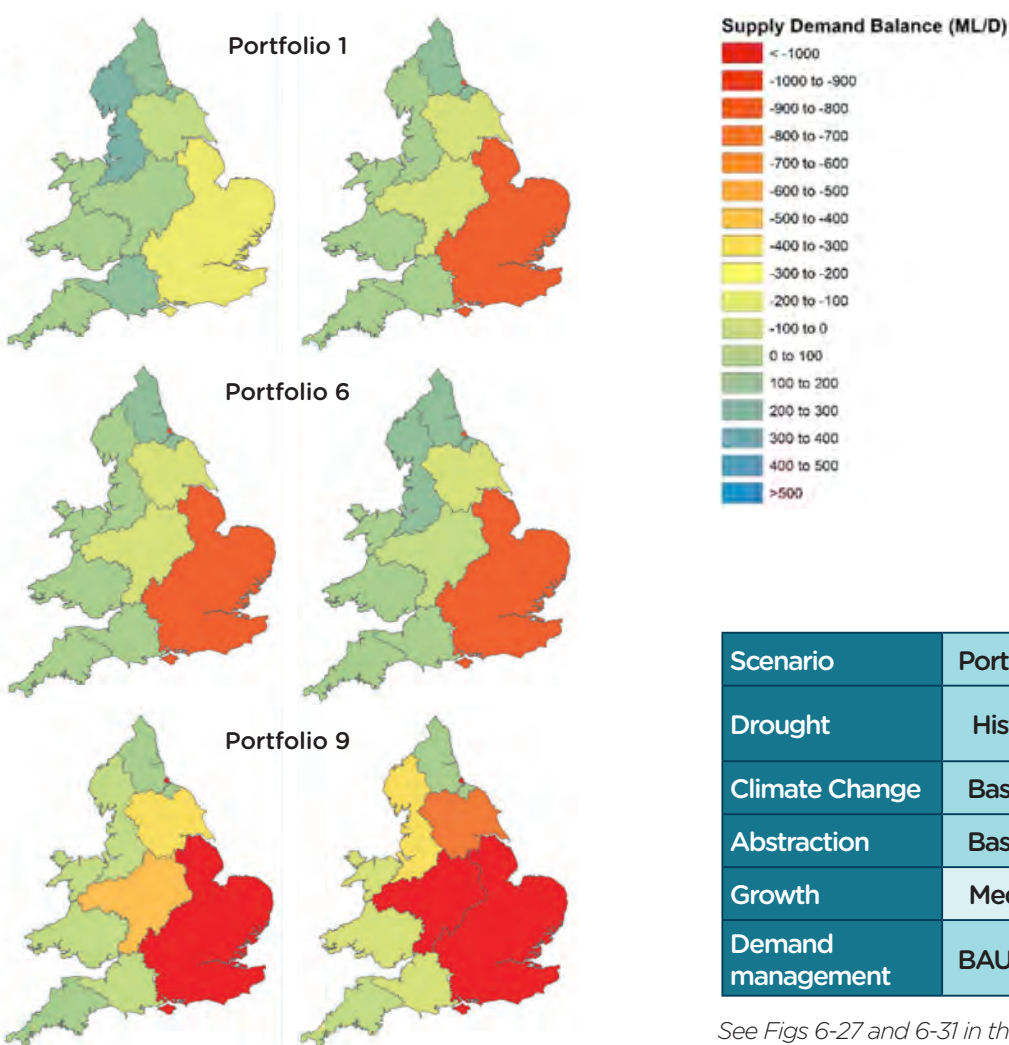 Portfolio 1
Portfolio 6
Portfolio 9
Supply Demand Balance (ML/D)
< -1000
-1000 to -900
-900 to -800
-800 to -700
-700 to -600
-600 to -500
-500 to -400
-400 to -300
-300 to -200
-200 to -100
-100 to 0
0 to 100
100 to 200
200 to 300
300 to 400
400 to 500
>500
Scenario Port
Drought His
Climate Change Bas
Abstraction Bas
Growth Me
Demand
management BAU
See Figs 6-27 and 6-31 in th